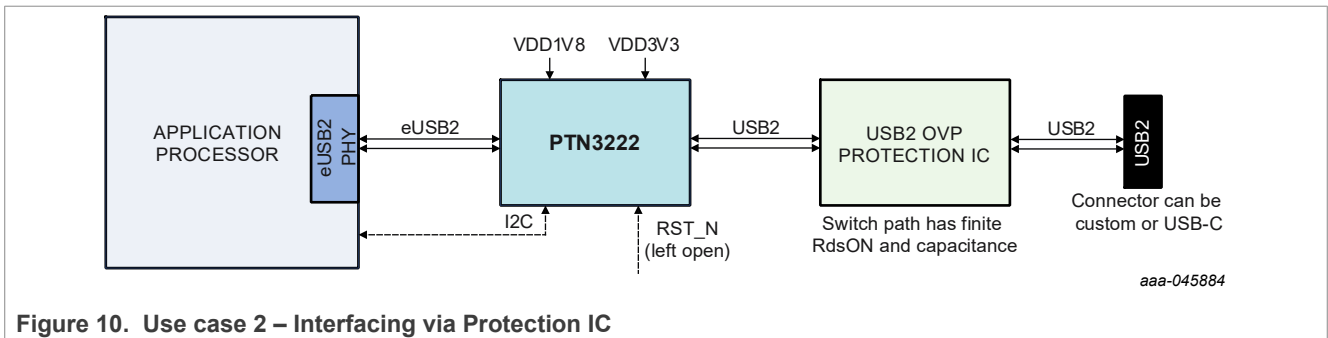 VDD1V8 VDD3V3
APPLICATION
PROCESSOR
eUSB2
PHY
eUSB2
PTN3222
USB2
USB2 OVP
PROTECTION IC
USB2
USB2
I2C
RST_N
(left open)
Switch path has finite
RdsON and capacitance
Connector can be
custom or USB-C
aaa-045884
Figure 10. Use case 2 – Interfacing via Protection IC